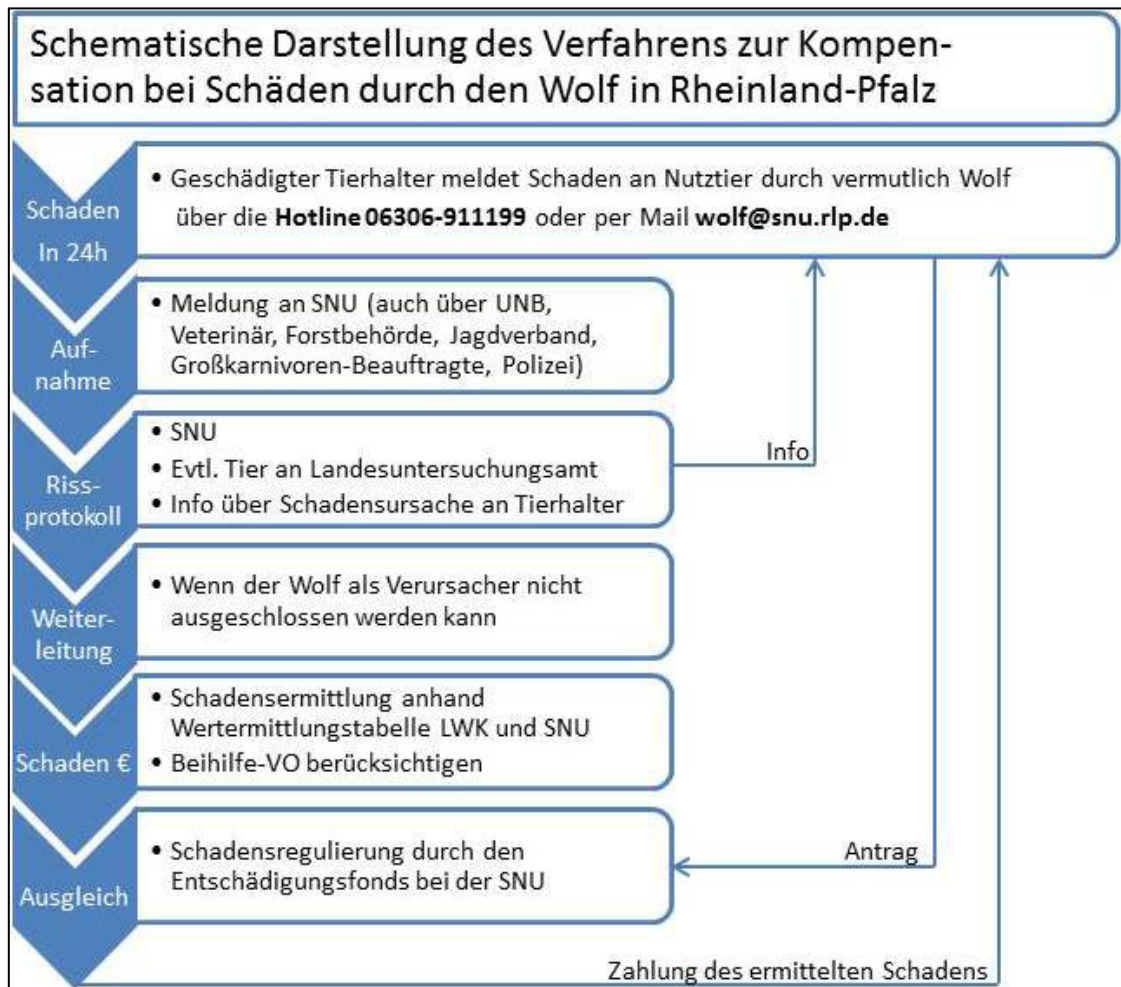 Schematische Darstellung des Verfahrens zur Kompen-
sation bei Schäden durch den Wolf in Rheinland-Pfalz
Schaden
In 24h
• Geschädigter Tierhalter meldet Schaden an Nutztier durch vermutlich Wolf
über die Hotline 06306-911199 oder per Mail wolf@snu.rlp.de
Auf-
nahme
• Meldung an SNU (auch über UNB,
Veterinär, Forstbehörde, Jagdverband,
Großkarnivoren-Beauftragte, Polizei)
Riss-
protokoll
• SNU
• Evtl. Tier an Landesuntersuchungsamt
• Info über Schadensursache an Tierhalter
Info
Weiter-
leitung
• Wenn der Wolf als Verursacher nicht
ausgeschlossen werden kann
Schaden €
• Schadensermittlung anhand
Wertermittlungstabelle LWK und SNU
• Beihilfe-VO berücksichtigen
Ausgleich
• Schadensregulierung durch den
Entschädigungsfonds bei der SNU
Antrag
Zahlung des ermittelten Schadens